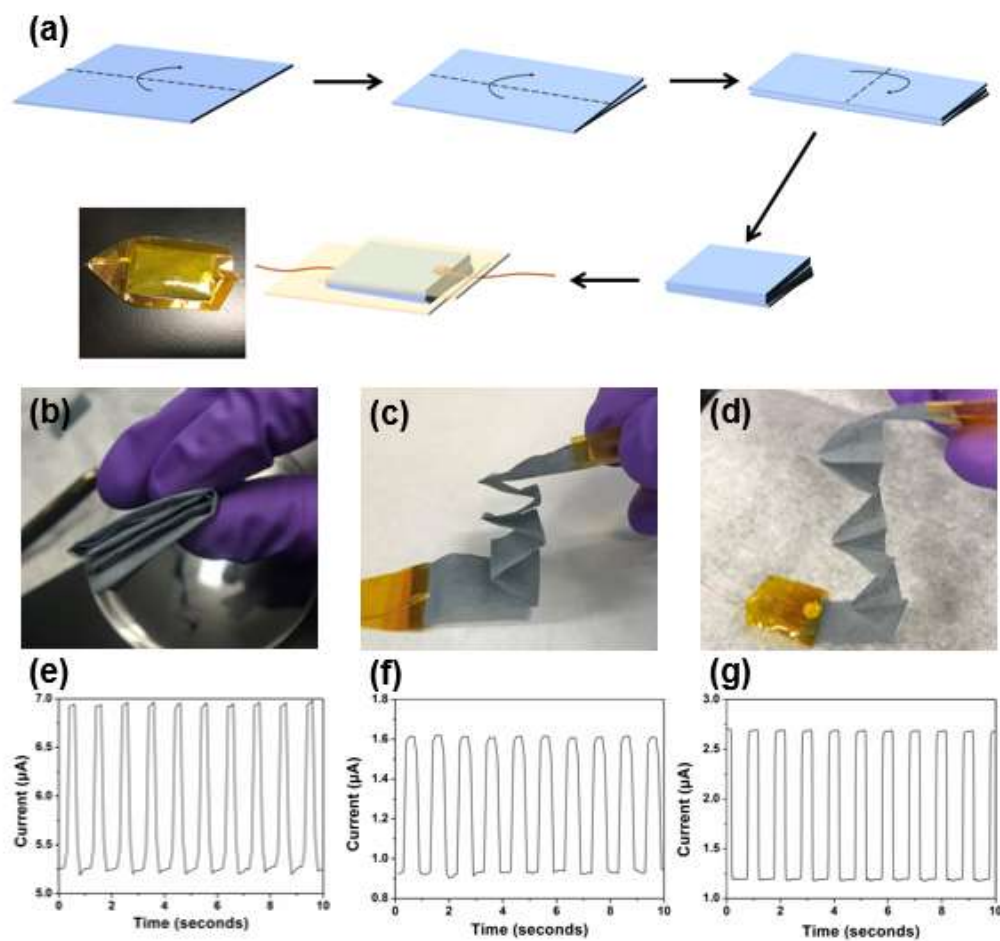 (a)
(b)
(c)
(d)
(e)
(f)
(g)
7.0
6.5
6.0
5.5
5.0
Current (µA)
0 2 4 6 8 10
Time (seconds)
1.8
1.6
1.4
1.2
1.0
0.8
Current (µA)
0 2 4 6 8 10
Time (seconds)
3.0
2.5
2.0
1.5
1.0
Current (µA)
0 2 4 6 8 10
Time (seconds)